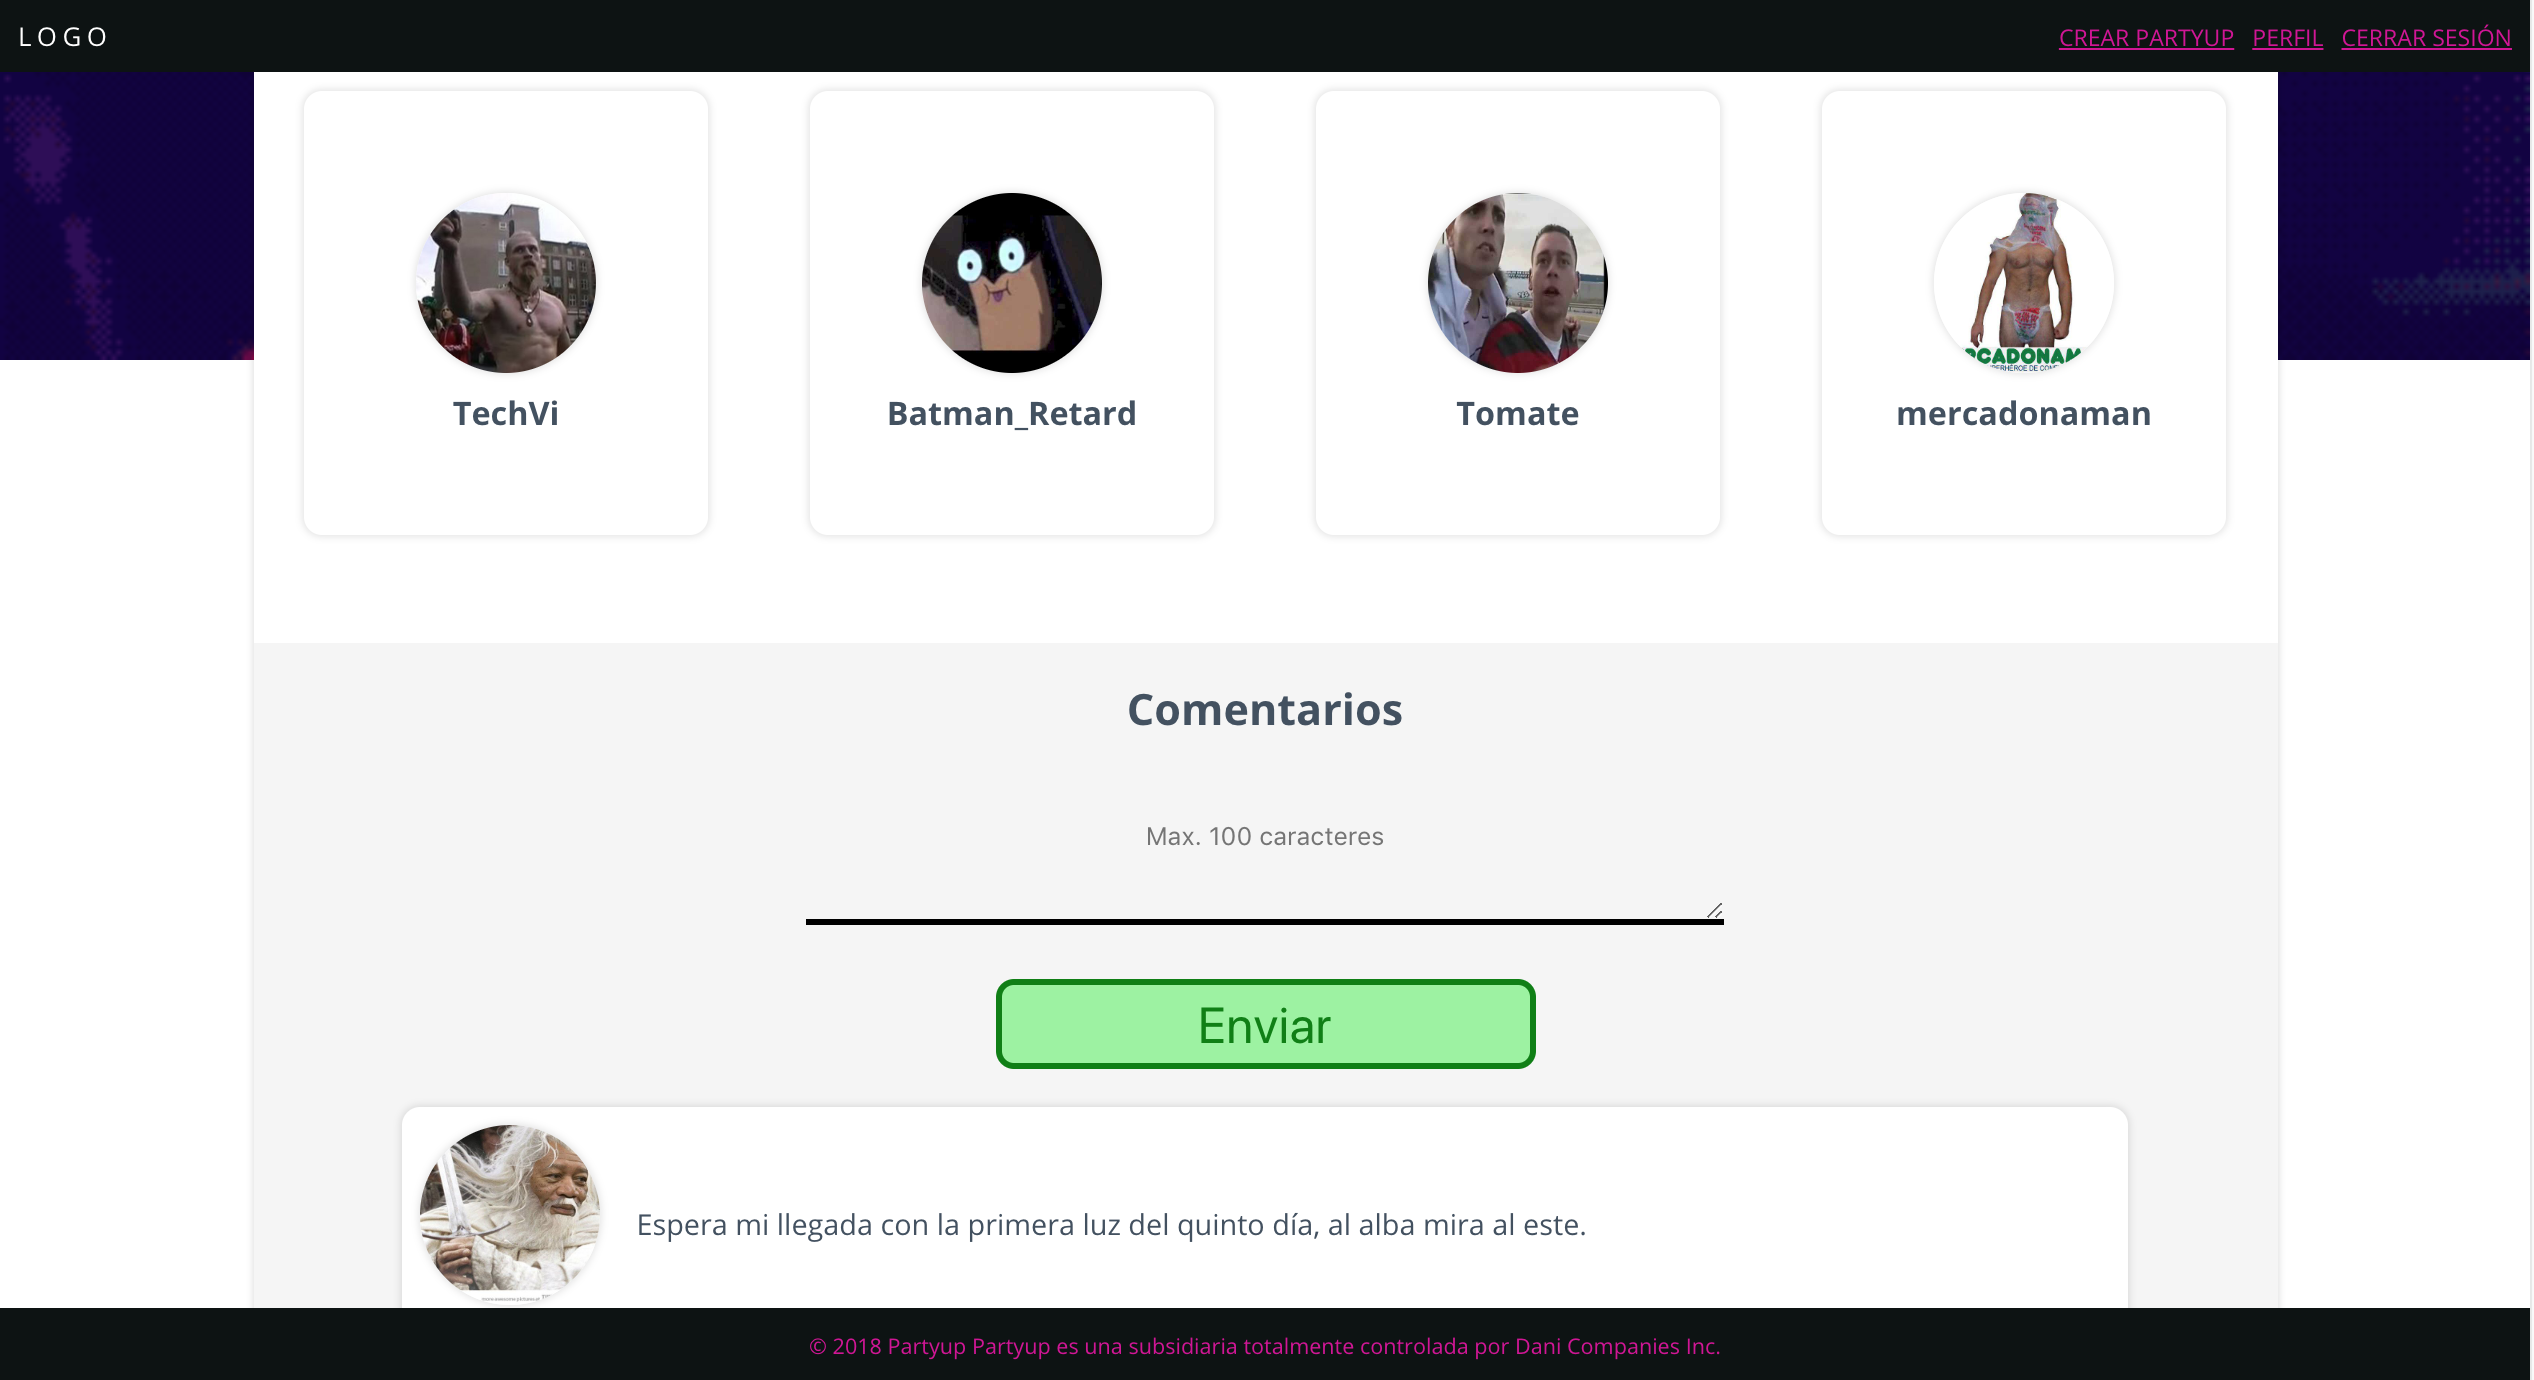 LOGO
CREAR PARTYUP PERFIL CERRAR SESIÓN
RCADONAM
TechVi
Batman_Retard
Tomate
mercadonaman
Comentarios
Max. 100 caracteres
Enviar
Espera mi llegada con la primera luz del quinto día, al alba mira al este.
© 2018 Partyup Partyup es una subsidiaria totalmente controlada por Dani Companies Inc.